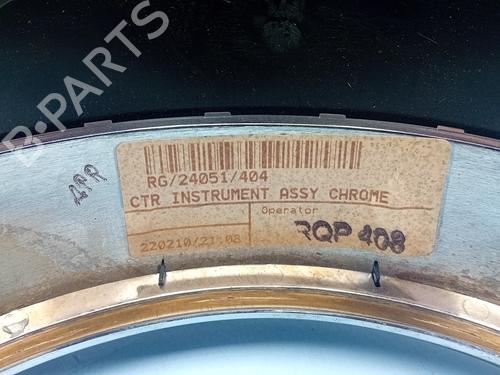 B-PARTS
RG/24051/404
CTR INSTRUMENT ASSY CHROME
Operator
220210/21:08
RQP 408